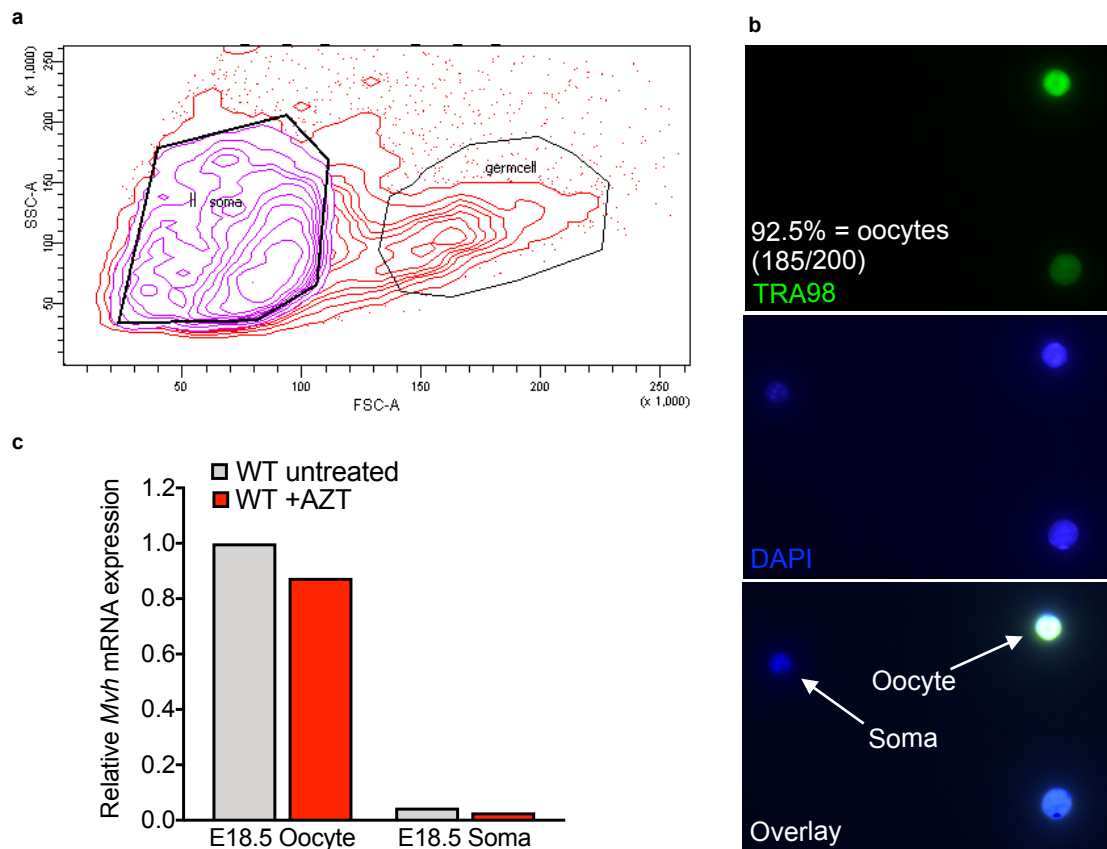 a
(x 1,000)
250
200
150
100
50
SSC-A
soma
germcell
50
100
150
200
250
FSC-A
(x 1,000)
b
92.5% = oocytes
(185/200)
TRA98
DAPI
Oocyte
Soma
Overlay
c
WT untreated
WT +AZT
Relative Mvh mRNA expression
1.2
1.0
0.8
0.6
0.4
0.2
0.0
E18.5 Oocyte
E18.5 Soma